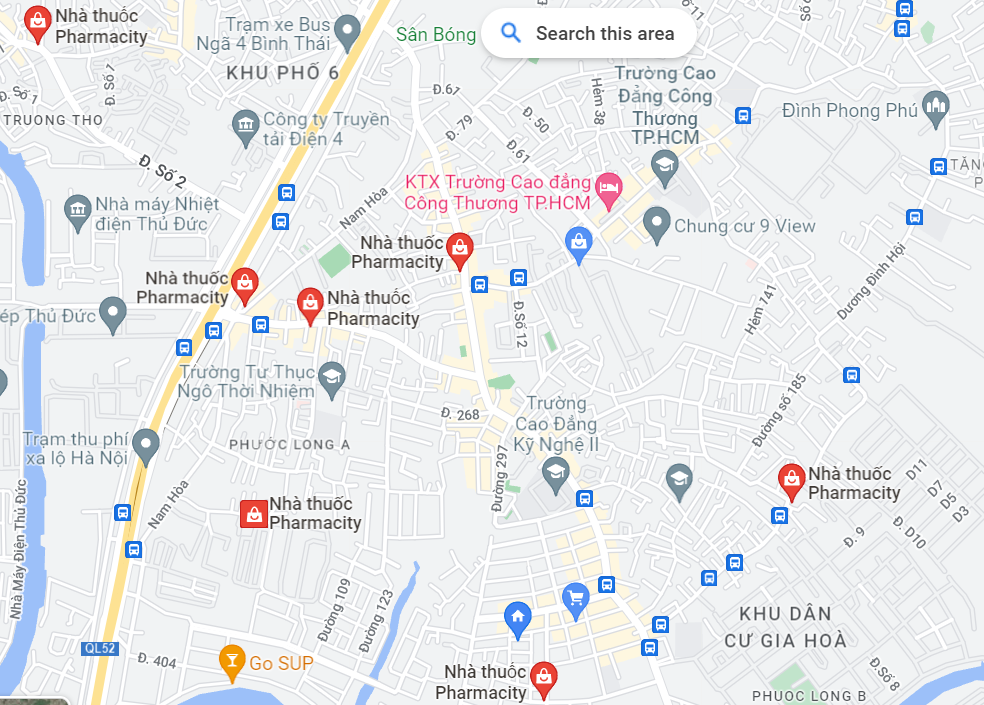 Nhà thuốc
Pharmacity
Trạm xe Bus
Ngã 4 Bình Thái
Sân Bóng
Search this area
KHU PHỐ 6
Đ. Số 7
Đ. Số 1
TRUONG THO
Đ.61
Hẻm 38
Trường Cao
Đẳng Công
Thương
TP.HCM
Đình Phong Phú
Công ty Truyền
tải Điện 4
Đ. 79
Đ. 50
Đ.61
Đ. Số 2
TĂNG
KTX Trường Cao đẳng
Công Thương TP.HCM
Nam Hòa
Nhà máy Nhiệt
điện Thủ Đức
Chung cư 9 View
Nhà thuốc
Pharmacity
Dương Đình Hội
Nhà thuốc
Pharmacity
Nhà thuốc
Pharmacity
ép Thủ Đức
Đ.Số 12
Hẻm 141
Trường Tư Thục
Ngô Thời Nhiệm
Đường số 185
Đ. 268
Trường
Cao Đẳng
Kỹ Nghệ II
Trạm thu phí
xa lộ Hà Nội
PHƯỚC LONG A
Đường 297
Nhà thuốc
Pharmacity
D11
D7
D5
D3
Nam Hòa
Nhà thuốc
Pharmacity
Đ. 9
Đ. D10
Nhà Máy Điện Thủ Đức
Đường 109
Đường 123
KHU DÂN
CƯ GIA HOÀ
QL52
Đ. 404
Go SUP
Nhà thuốc
Pharmacity
Đ.Số 8
PHUOC LONG B